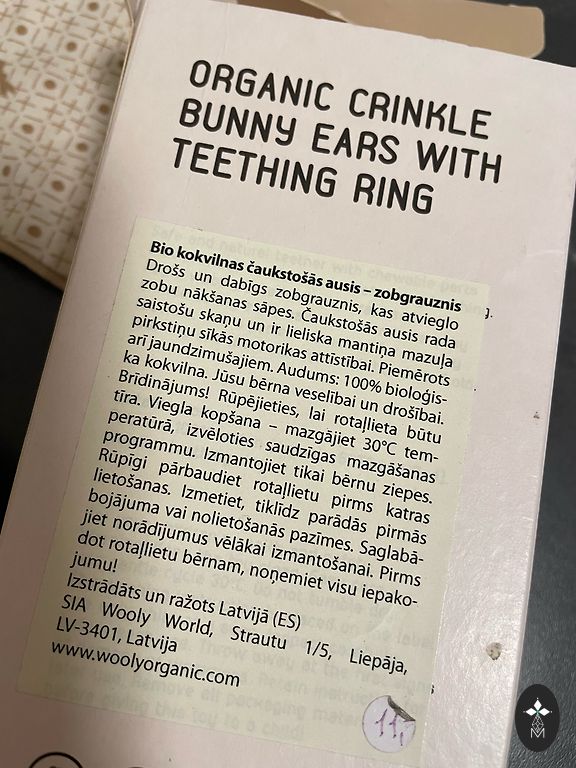 ORGANIC CRINKLE
BUNNY EARS WITH
TEETHING RING
Bio kokvilnas čaukstošās ausis – zobgrauznis
Drošs un dabīgs zobgrauznis, kas atvieglo
zobu nākšanas sāpes. Čaukstošās ausis rada
saistošu skaņu un ir lieliska mantiņa mazuļa
pirkstiņu sīkās motorikas attīstībai. Piemērots
arī jaundzimušajiem. Audums: 100% bioloģis-
ka kokvilna. Jūsu bērna veselībai un drošībai.
Brīdinājums! Rūpējieties, lai rotaļlieta būtu
tīra. Viegla kopšana – mazgājiet 30°C tem-
peratūrā, izvēloties saudzīgas mazgāšanas
programmu. Izmantojiet tikai bērnu ziepes.
Rūpīgi pārbaudiet rotaļlietu pirms katras
lietošanas. Izmetiet, tiklīdz parādās pirmās
bojājuma vai nolietošanās pazīmes. Saglabā-
jiet norādījumus vēlākai izmantošanai. Pirms
dot rotaļlietu bērnam, noņemiet visu iepako-
jumu!
Izstrādāts un ražots Latvijā (ES)
SIA Wooly World, Strautu 1/5, Liepāja,
LV-3401, Latvija
www.woolyorganic.com
11,